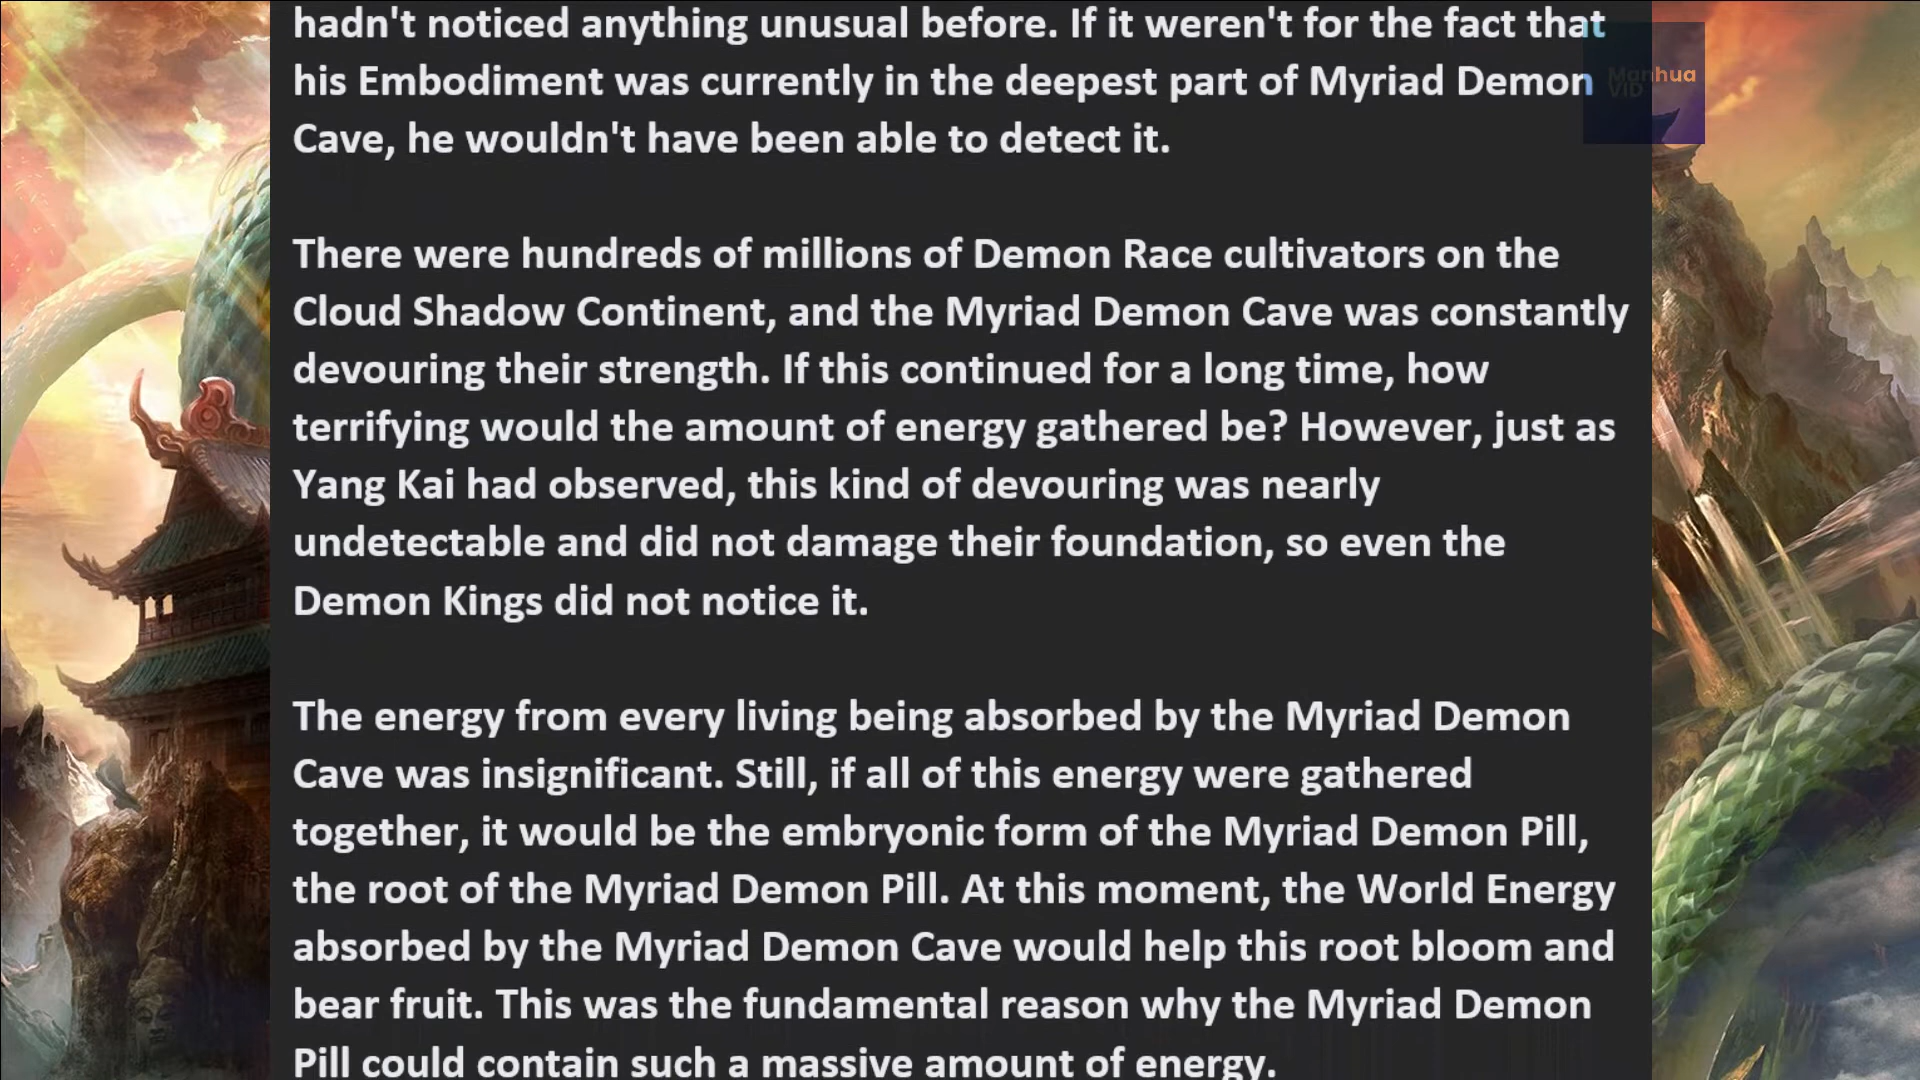 hadn't noticed anything unusual before. If it weren't for the fact that
his Embodiment was currently in the deepest part of Myriad Demon
Cave, he wouldn't have been able to detect it.
Manhua
VID
There were hundreds of millions of Demon Race cultivators on the
Cloud Shadow Continent, and the Myriad Demon Cave was constantly
devouring their strength. If this continued for a long time, how
terrifying would the amount of energy gathered be? However, just as
Yang Kai had observed, this kind of devouring was nearly
undetectable and did not damage their foundation, so even the
Demon Kings did not notice it.
The energy from every living being absorbed by the Myriad Demon
Cave was insignificant. Still, if all of this energy were gathered
together, it would be the embryonic form of the Myriad Demon Pill,
the root of the Myriad Demon Pill. At this moment, the World Energy
absorbed by the Myriad Demon Cave would help this root bloom and
bear fruit. This was the fundamental reason why the Myriad Demon
Pill could contain such a massive amount of energy.